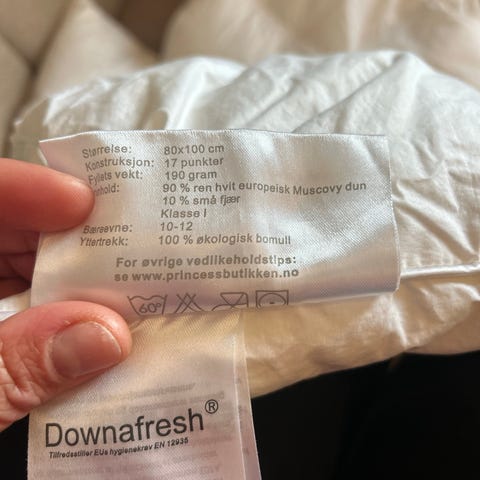 Størrelse: 80x100 cm
Konstruksjon: 17 punkter
Fyllets vekt: 190 gram
nhold: 90 % ren hvit europeisk Muscovy dun
10 % små fjær
Klasse I
Bæreevne: 10-12
Yttertrekk: 100 % økologisk bomull
For øvrige vedlikeholdstips:
se www.princessbutikken.no
60°
Downafresh®
Tilfredsstiller EUs hygienekrav EN 12935